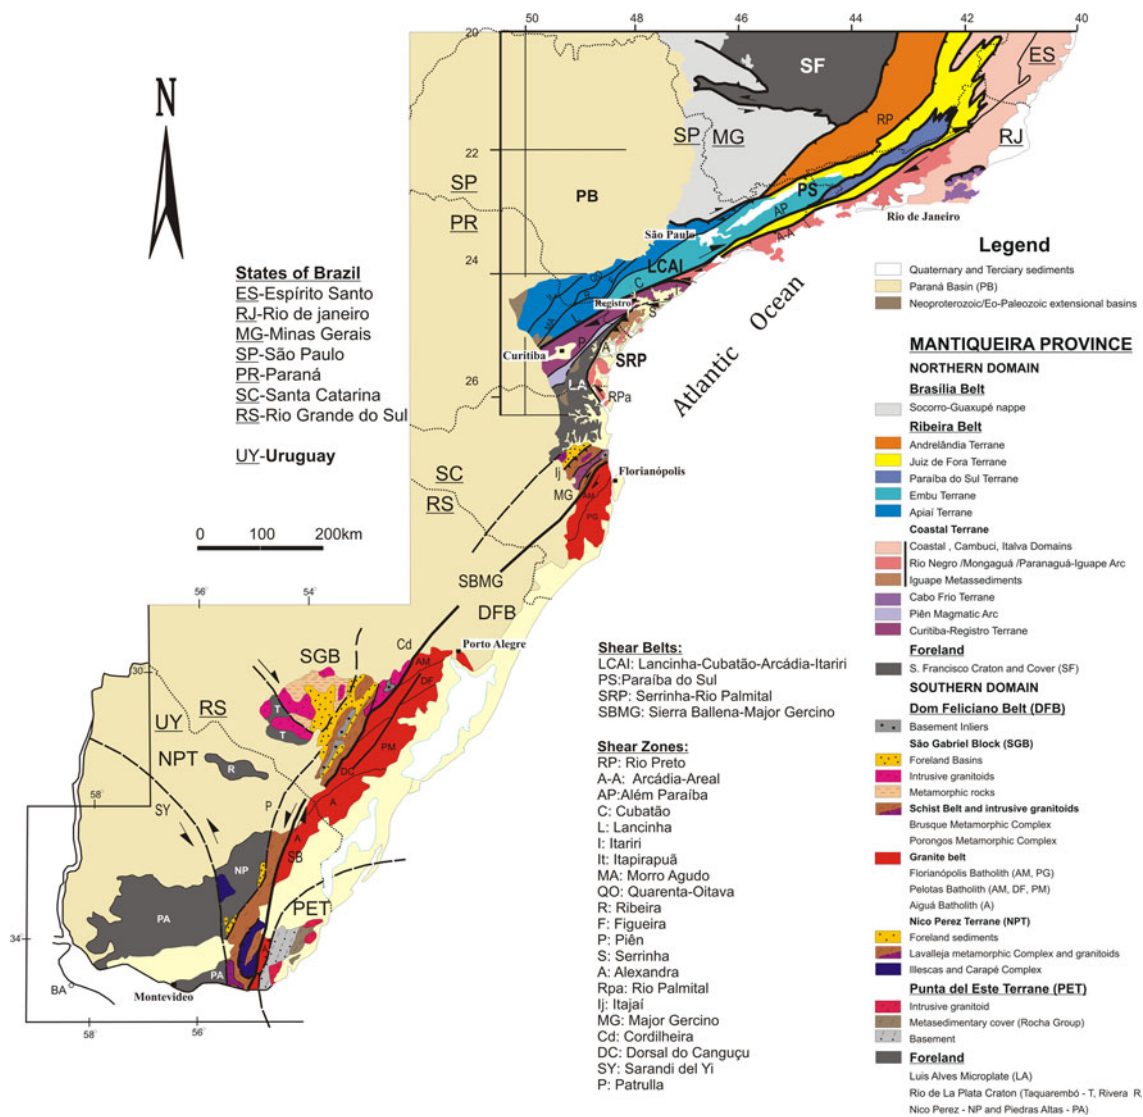 50
48
46
44
42
40
20
22
24
26
N
SF
ES
RP
RJ
SP
MG
SP
PR
PB
PS
AP
A-A
Rio de Janeiro
São Paulo
LCAI
C
Registro
S
L
MA
P
A
Curitiba
SRP
LA
RPa
Atlantic Ocean
States of Brazil
ES-Espírito Santo
RJ-Rio de janeiro
MG-Minas Gerais
SP-São Paulo
PR-Paraná
SC-Santa Catarina
RS-Rio Grande do Sul
UY-Uruguay
0 100 200km
SC
RS
Ij
MG
Florianópolis
AM
PG
SBMG
DFB
56°
54°
Cd
Porto Alegre
SGB
30
AM
DF
T
T
RS
UY
PM
NPT
R
DC
58°
SY
P
A
A
SB
NP
PA
PET
34
A
PA
BA
Montevideo
58°
56°
Legend
Quaternary and Terciary sediments
Paraná Basin (PB)
Neoproterozoic/Eo-Paleozoic extensional basins
MANTIQUEIRA PROVINCE
NORTHERN DOMAIN
Brasília Belt
Socorro-Guaxupé nappe
Ribeira Belt
Andrelândia Terrane
Juiz de Fora Terrane
Paraíba do Sul Terrane
Embu Terrane
Apiaí Terrane
Coastal Terrane
Coastal , Cambuci, Italva Domains
Rio Negro /Mongaguá /Paranaguá-Iguape Arc
Iguape Metassediments
Cabo Frio Terrane
Piên Magmatic Arc
Curitiba-Registro Terrane
Foreland
S. Francisco Craton and Cover (SF)
SOUTHERN DOMAIN
Dom Feliciano Belt (DFB)
Basement Inliers
São Gabriel Block (SGB)
Foreland Basins
Intrusive granitoids
Metamorphic rocks
Schist Belt and intrusive granitoids
Brusque Metamorphic Complex
Porongos Metamorphic Complex
Granite belt
Florianópolis Batholith (AM, PG)
Pelotas Batholith (AM, DF, PM)
Aiguá Batholith (A)
Nico Perez Terrane (NPT)
Foreland sediments
Lavalleja metamorphic Complex and granitoids
Illescas and Carapé Complex
Punta del Este Terrane (PET)
Intrusive granitoid
Metasedimentary cover (Rocha Group)
Basement
Foreland
Luis Alves Microplate (LA)
Rio de La Plata Craton (Taquarembó - T, Rivera R,
Nico Perez - NP and Piedras Altas - PA)
Shear Belts:
LCAI: Lancinha-Cubatão-Arcádia-Itariri
PS:Paraíba do Sul
SRP: Serrinha-Rio Palmital
SBMG: Sierra Ballena-Major Gercino
Shear Zones:
RP: Rio Preto
A-A: Arcádia-Areal
AP:Além Paraíba
C: Cubatão
L: Lancinha
I: Itariri
It: Itapirapuã
MA: Morro Agudo
QO: Quarenta-Oitava
R: Ribeira
F: Figueira
P: Piên
S: Serrinha
A: Alexandra
Rpa: Rio Palmital
Ij: Itajaí
MG: Major Gercino
Cd: Cordilheira
DC: Dorsal do Canguçu
SY: Sarandi del Yi
P: Patrulla